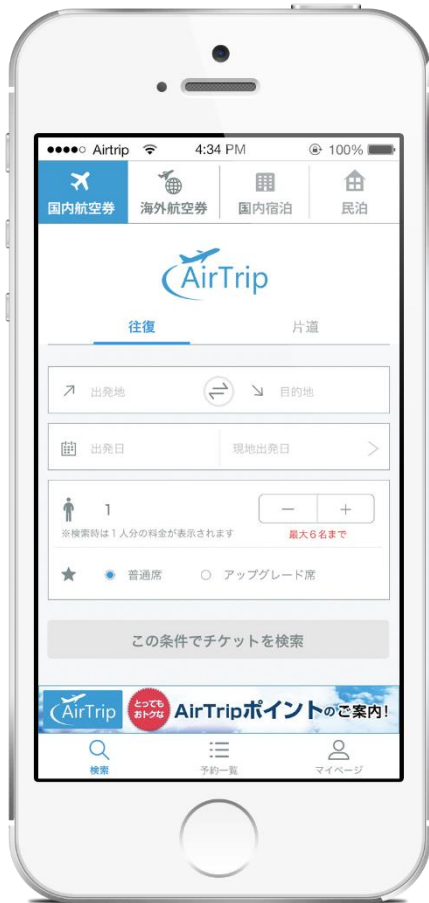 Airtrip 4:34 PM 100%
国内航空券 海外航空券 国内宿泊 民泊
AirTrip
往復 片道
出発地 目的地
出発日 現地出発日
1 − +
※検索時は1人分の料金が表示されます 最大6名まで
普通席 アップグレード席
この条件でチケットを検索
AirTrip とってもおトクな AirTripポイントのご案内!
検索 予約一覧 マイページ